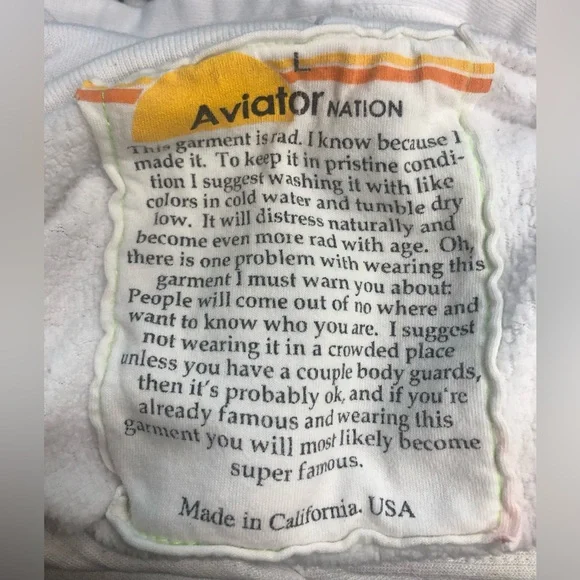 L
Aviator NATION
This garment is rad. I know because I
made it. To keep it in pristine condi-
tion I suggest washing it with like
colors in cold water and tumble dry
low. It will distress naturally and
become even more rad with age. Oh,
there is one problem with wearing this
garment I must warn you about:
People will come out of no where and
want to know who you are. I suggest
not wearing it in a crowded place
unless you have a couple body guards,
then it's probably ok, and if you're
already famous and wearing this
garment you will most likely become
super famous.
Made in California. USA